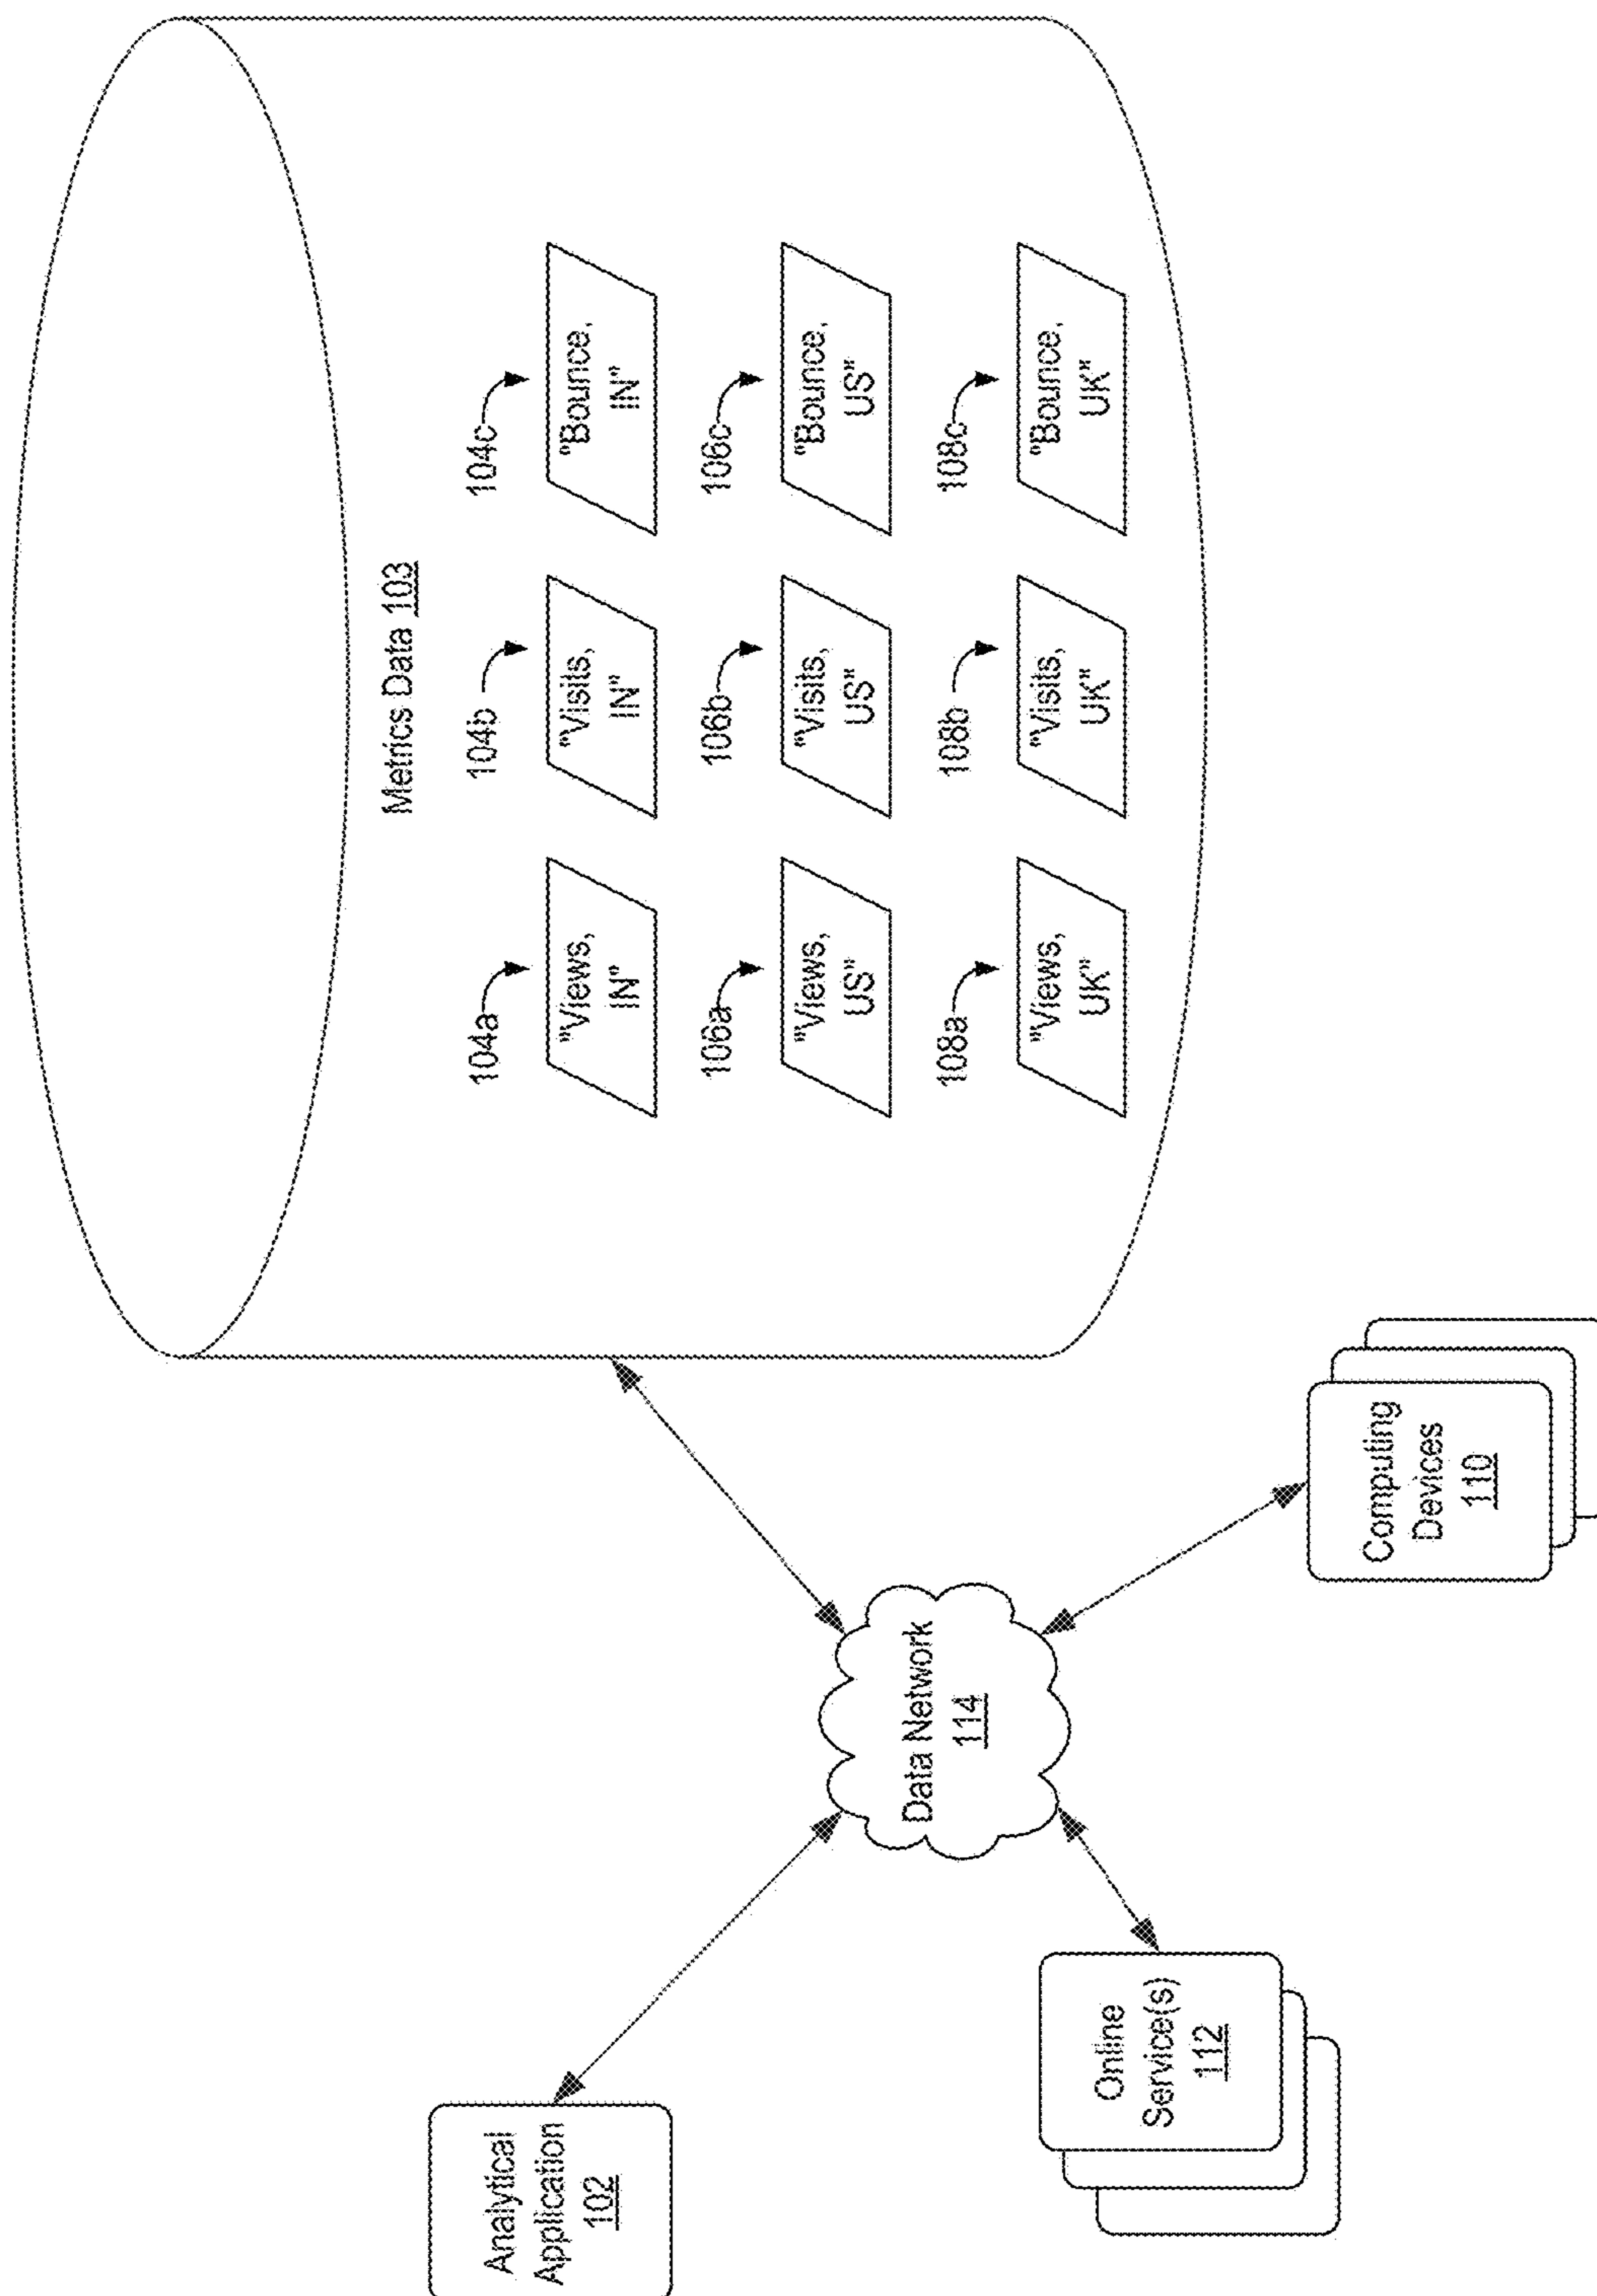 Metrics Data 103
104a
104b
104c
"Views,
IN"
"Visits,
IN"
"Bounce,
IN"
106a
106b
106c
"Views,
US"
"Visits,
US"
"Bounce,
US"
108a
108b
108c
"Views,
UK"
"Visits,
UK"
"Bounce,
UK"
Analytical
Application
102
Data Network
114
Online
Service(s)
112
Computing
Devices
110